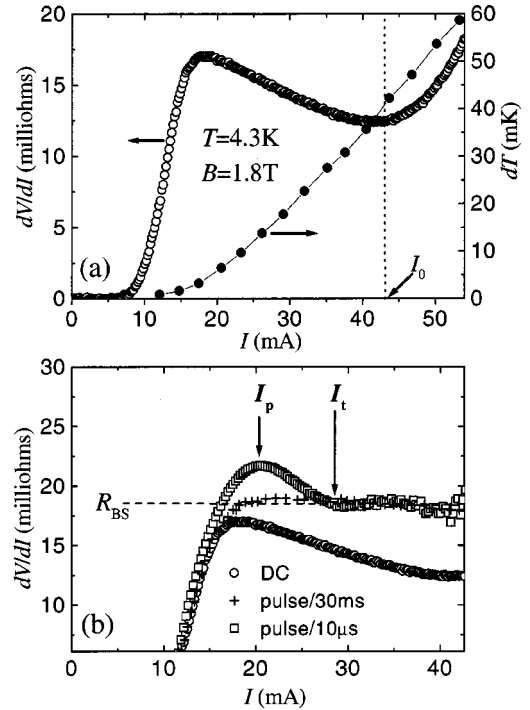 20
15
10
5
0
dV/dI (milliohms)
60
50
40
30
20
10
0
dT (mK)
T=4.3K
B=1.8T
(a)
I₀
0
10
20
30
40
50
I (mA)
30
25
20
15
10
dV/dI (milliohms)
Iₚ
Iₜ
R_BS
DC
pulse/30ms
pulse/10μs
(b)
0
10
20
30
40
I (mA)